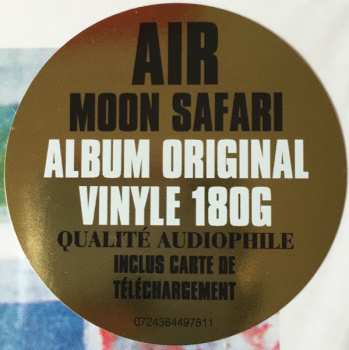 AIR
MOON SAFARI
ALBUM ORIGINAL
VINYLE 180G
QUALITÉ AUDIOPHILE
INCLUS CARTE DE
TÉLÉCHARGEMENT
0724384497811